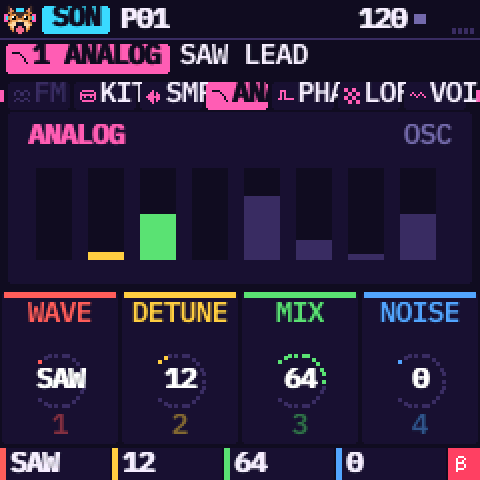 SON P01 120
1 ANALOG SAW LEAD
FM KIT SMP AN PHA LOF VOI
ANALOG OSC
WAVE DETUNE MIX NOISE
SAW 12 64 0
1 2 3 4
SAW 12 64 0 β